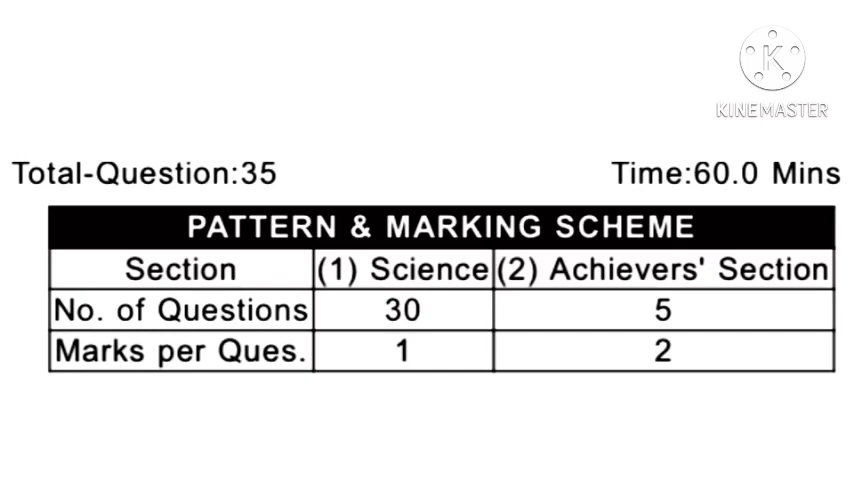 KINEMASTER
Total-Question:35 Time:60.0 Mins
PATTERN & MARKING SCHEME
Section (1) Science (2) Achievers' Section
No. of Questions 30 5
Marks per Ques. 1 2